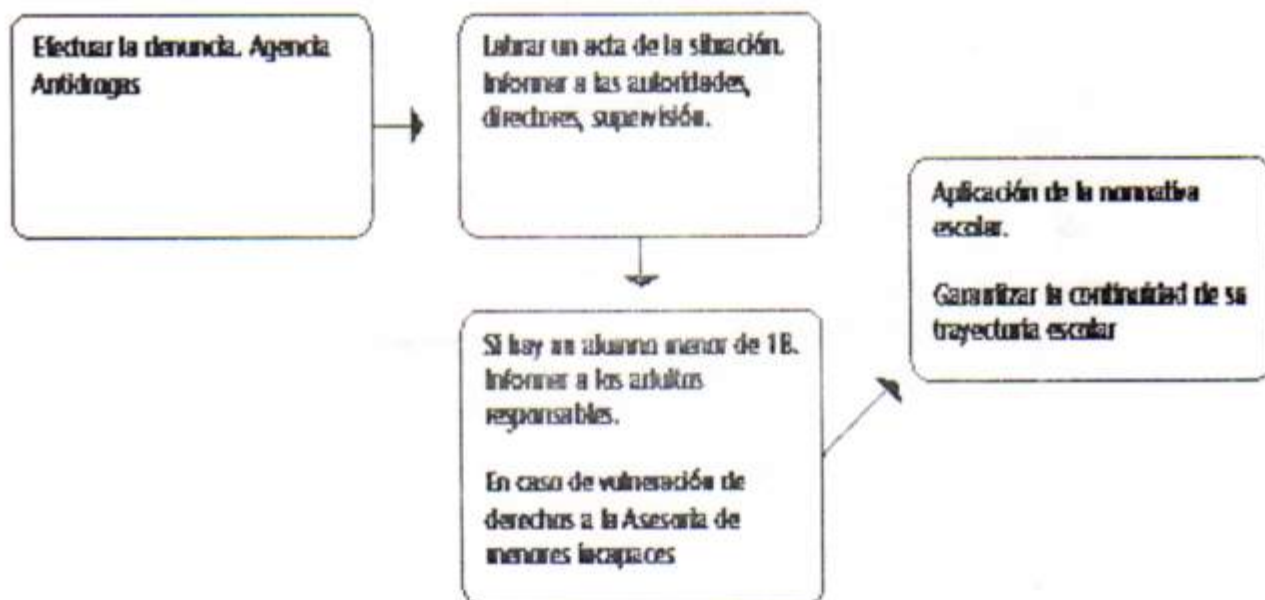 Efectuar la denuncia. Agencia
Antidrogas
Labrar un acta de la situación.
Informar a las autoridades,
directores, supervisión.
Si hay un alumno menor de 18.
Informar a los adultos
responsables.
En caso de vulneración de
derechos a la Asesoria de
menores incapaces
Aplicación de la normativa
escolar.
Garantizar la continuidad de su
trayectoria escolar